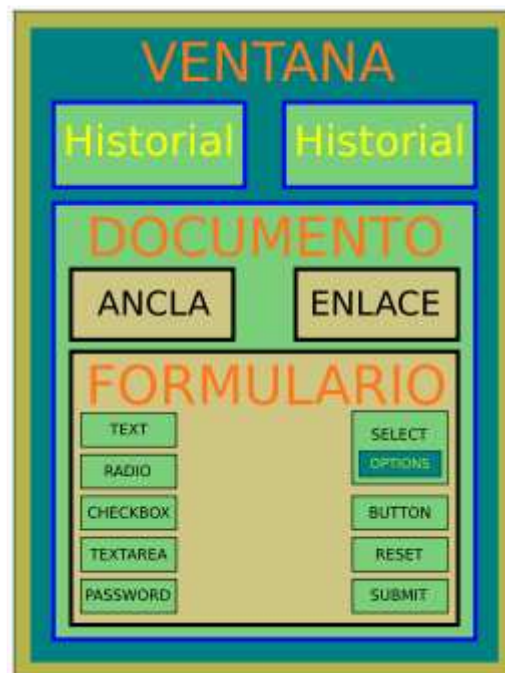 VENTANA
Historial Historial
DOCUMENTO
ANCLA ENLACE
FORMULARIO
TEXT
RADIO
CHECKBOX
TEXTAREA
PASSWORD
SELECT
OPTIONS
BUTTON
RESET
SUBMIT